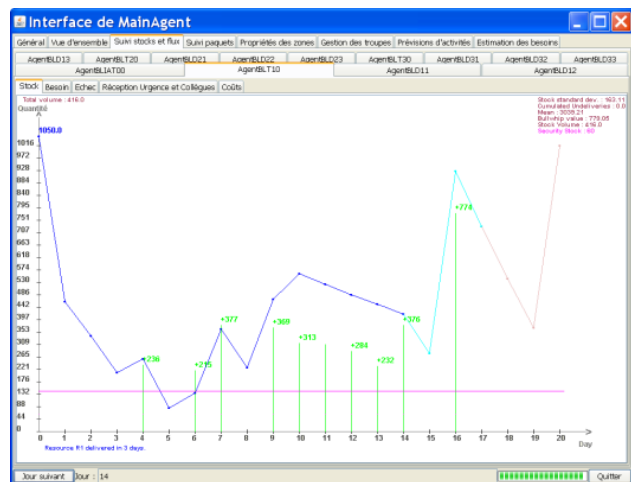 Interface de MainAgent
Général Vue d'ensemble Suivi stocks et flux Suivi paquets Propriétés des zones Gestion des troupes Prévisions d'activités Estimation des besoins
AgentBLD13 AgentBLT20 AgentBLD21 AgentBLD22 AgentBLD23 AgentBLT30 AgentBLD31 AgentBLD32 AgentBLD33
AgentBLIAT00 AgentBLT10 AgentBLD11 AgentBLD12
Stock Besoin Echec Réception Urgence et Collègues Coûts
Total volume : 416.0
Quantité
Stock standard dev. : 163.11
Cumulated Undeliveries : 0.0
Mean : 3039.21
Bullwhip value : 779.05
Stock Volume : 416.0
Security Stock : 60
1050.0
1016
972
928
884
840
795
751
707
663
618
574
530
486
442
397
353
309
265
221
176
132
88
44
0
+236
+215
+327
+369
+313
+284
+232
+376
+774
0 1 2 3 4 5 6 7 8 9 10 11 12 13 14 15 16 17 18 19 20
Day
Resource R1 delivered in 3 days.
Jour suivant Jour : 14 Quitter